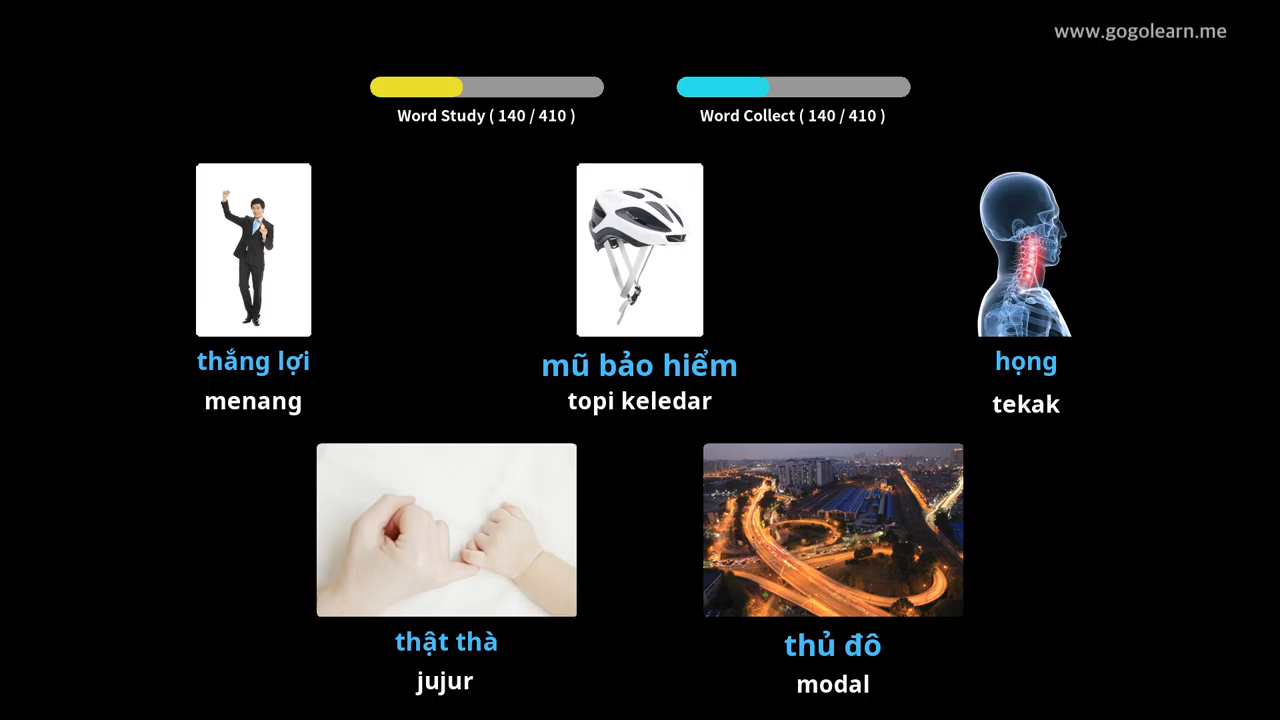 www.gogolearn.me
Word Study ( 140 / 410 )
Word Collect ( 140 / 410 )
thắng lợi
menang
mũ bảo hiểm
topi keledar
họng
tekak
thật thà
jujur
thủ đô
modal